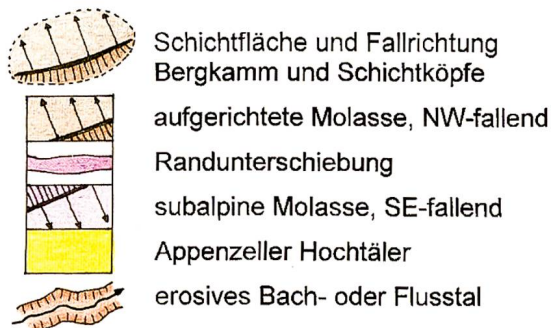 Schichtfläche und Fallrichtung
Bergkamm und Schichtköpfe
aufgerichtete Molasse, NW-fallend
Randunterschiebung
subalpine Molasse, SE-fallend
Appenzeller Hochtäler
erosives Bach- oder Flusstal